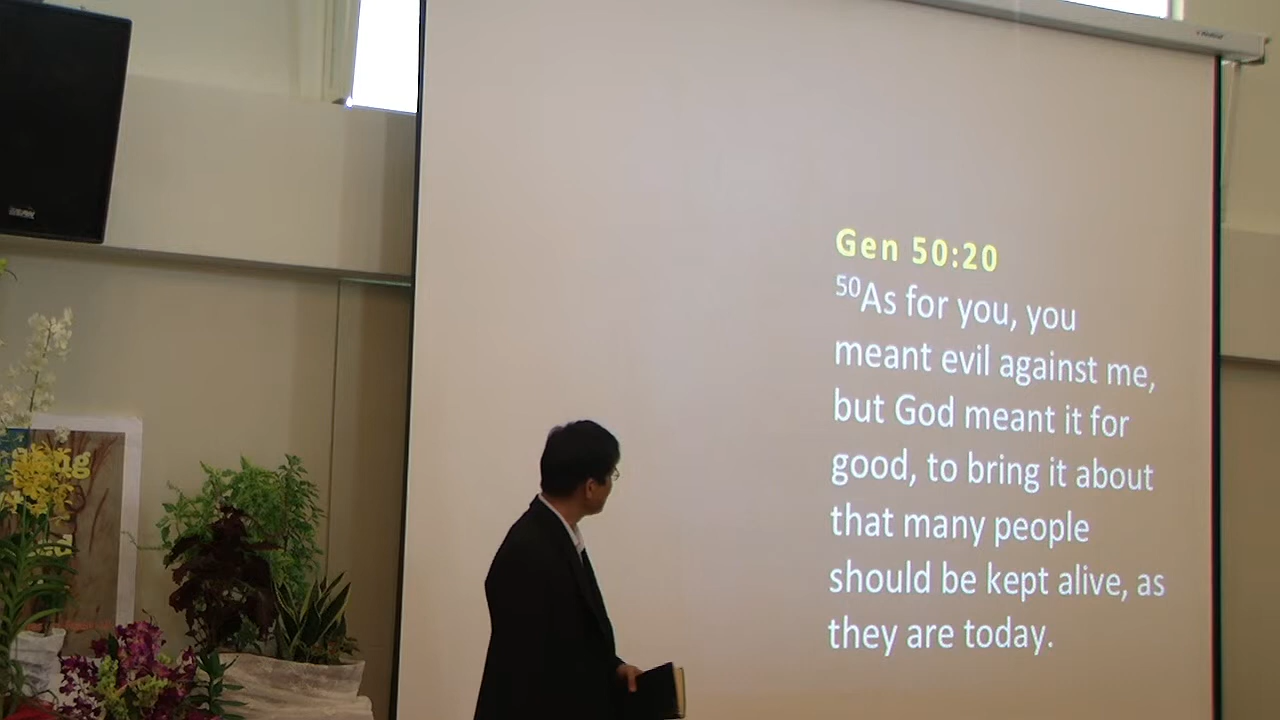 Gen 50:20
50As for you, you
meant evil against me,
but God meant it for
good, to bring it about
that many people
should be kept alive, as
they are today.